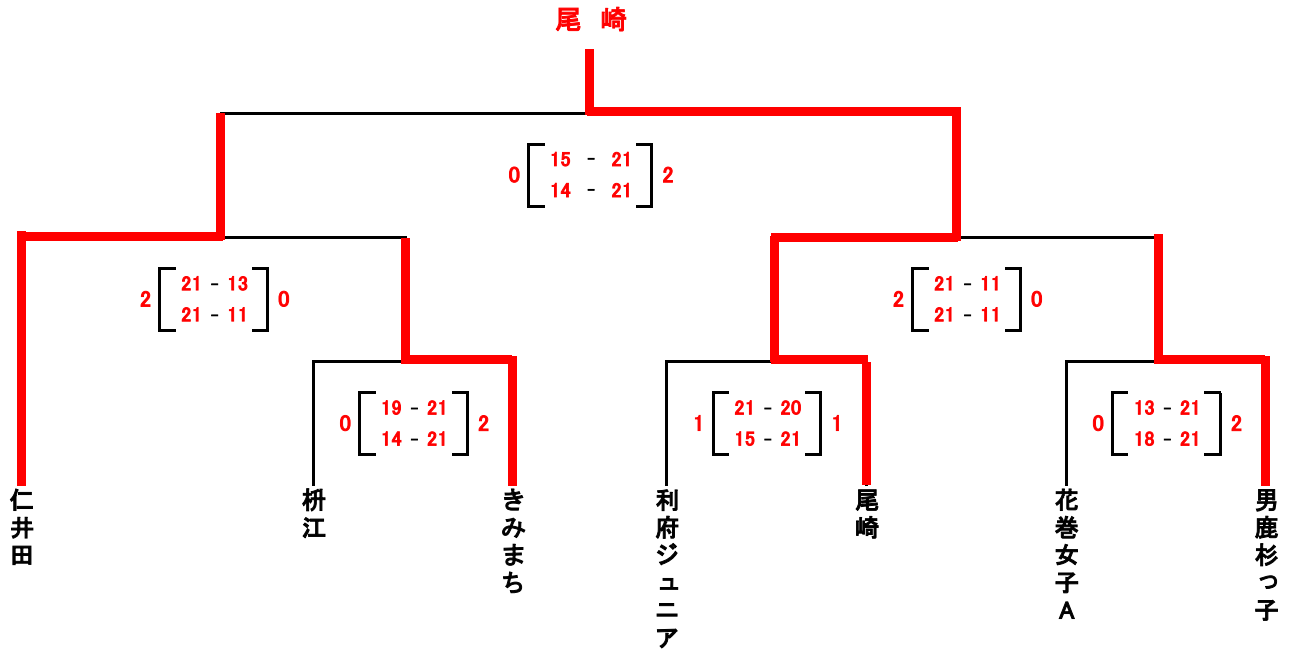 尾 崎
0 15 - 21 2
14 - 21
2 21 - 13 0
21 - 11
2 21 - 11 0
21 - 11
0 19 - 21 2
14 - 21
1 21 - 20 1
15 - 21
0 13 - 21 2
18 - 21
仁井田
枡江
きみまち
利府ジュニア
尾崎
花巻女子A
男鹿杉っ子